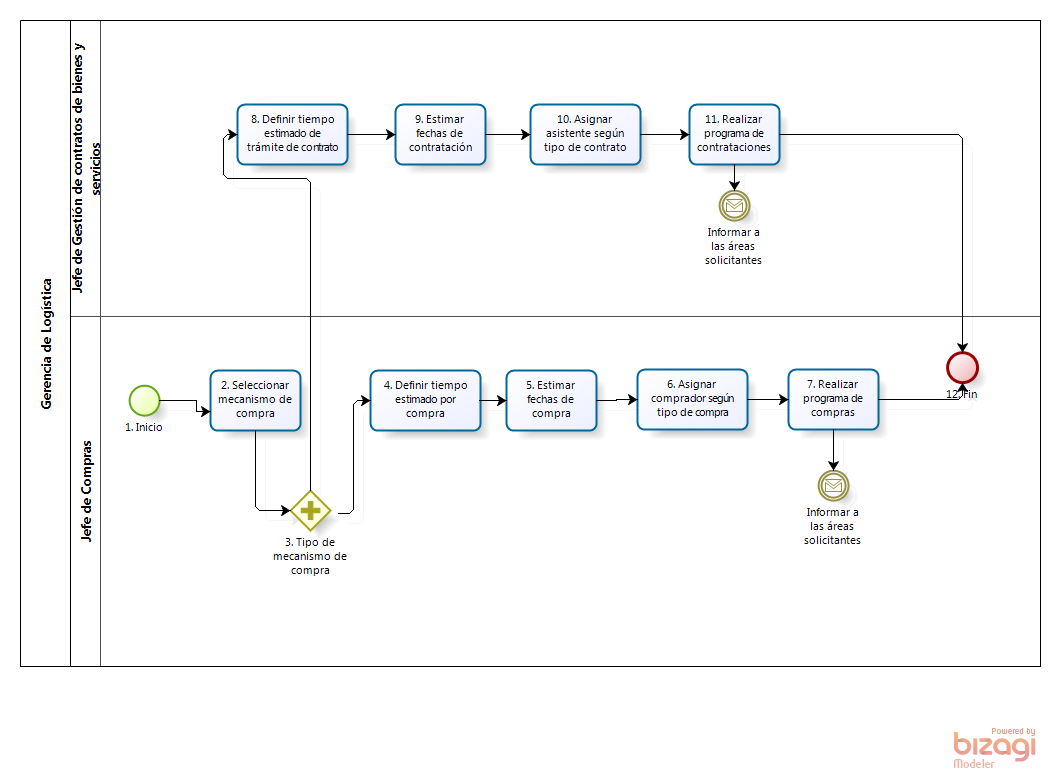 Gerencia de Logística
Jefe de Gestión de contratos de bienes y
servicios
8. Definir tiempo
estimado de
trámite de contrato
9. Estimar
fechas de
contratación
10. Asignar
asistente según
tipo de contrato
11. Realizar
programa de
contrataciones
Informar a
las áreas
solicitantes
Jefe de Compras
1. Inicio
2. Seleccionar
mecanismo de
compra
3. Tipo de
mecanismo de
compra
4. Definir tiempo
estimado por
compra
5. Estimar
fechas de
compra
6. Asignar
comprador según
tipo de compra
7. Realizar
programa de
compras
Informar a
las áreas
solicitantes
12. Fin
Powered by
bizagi
Modeler